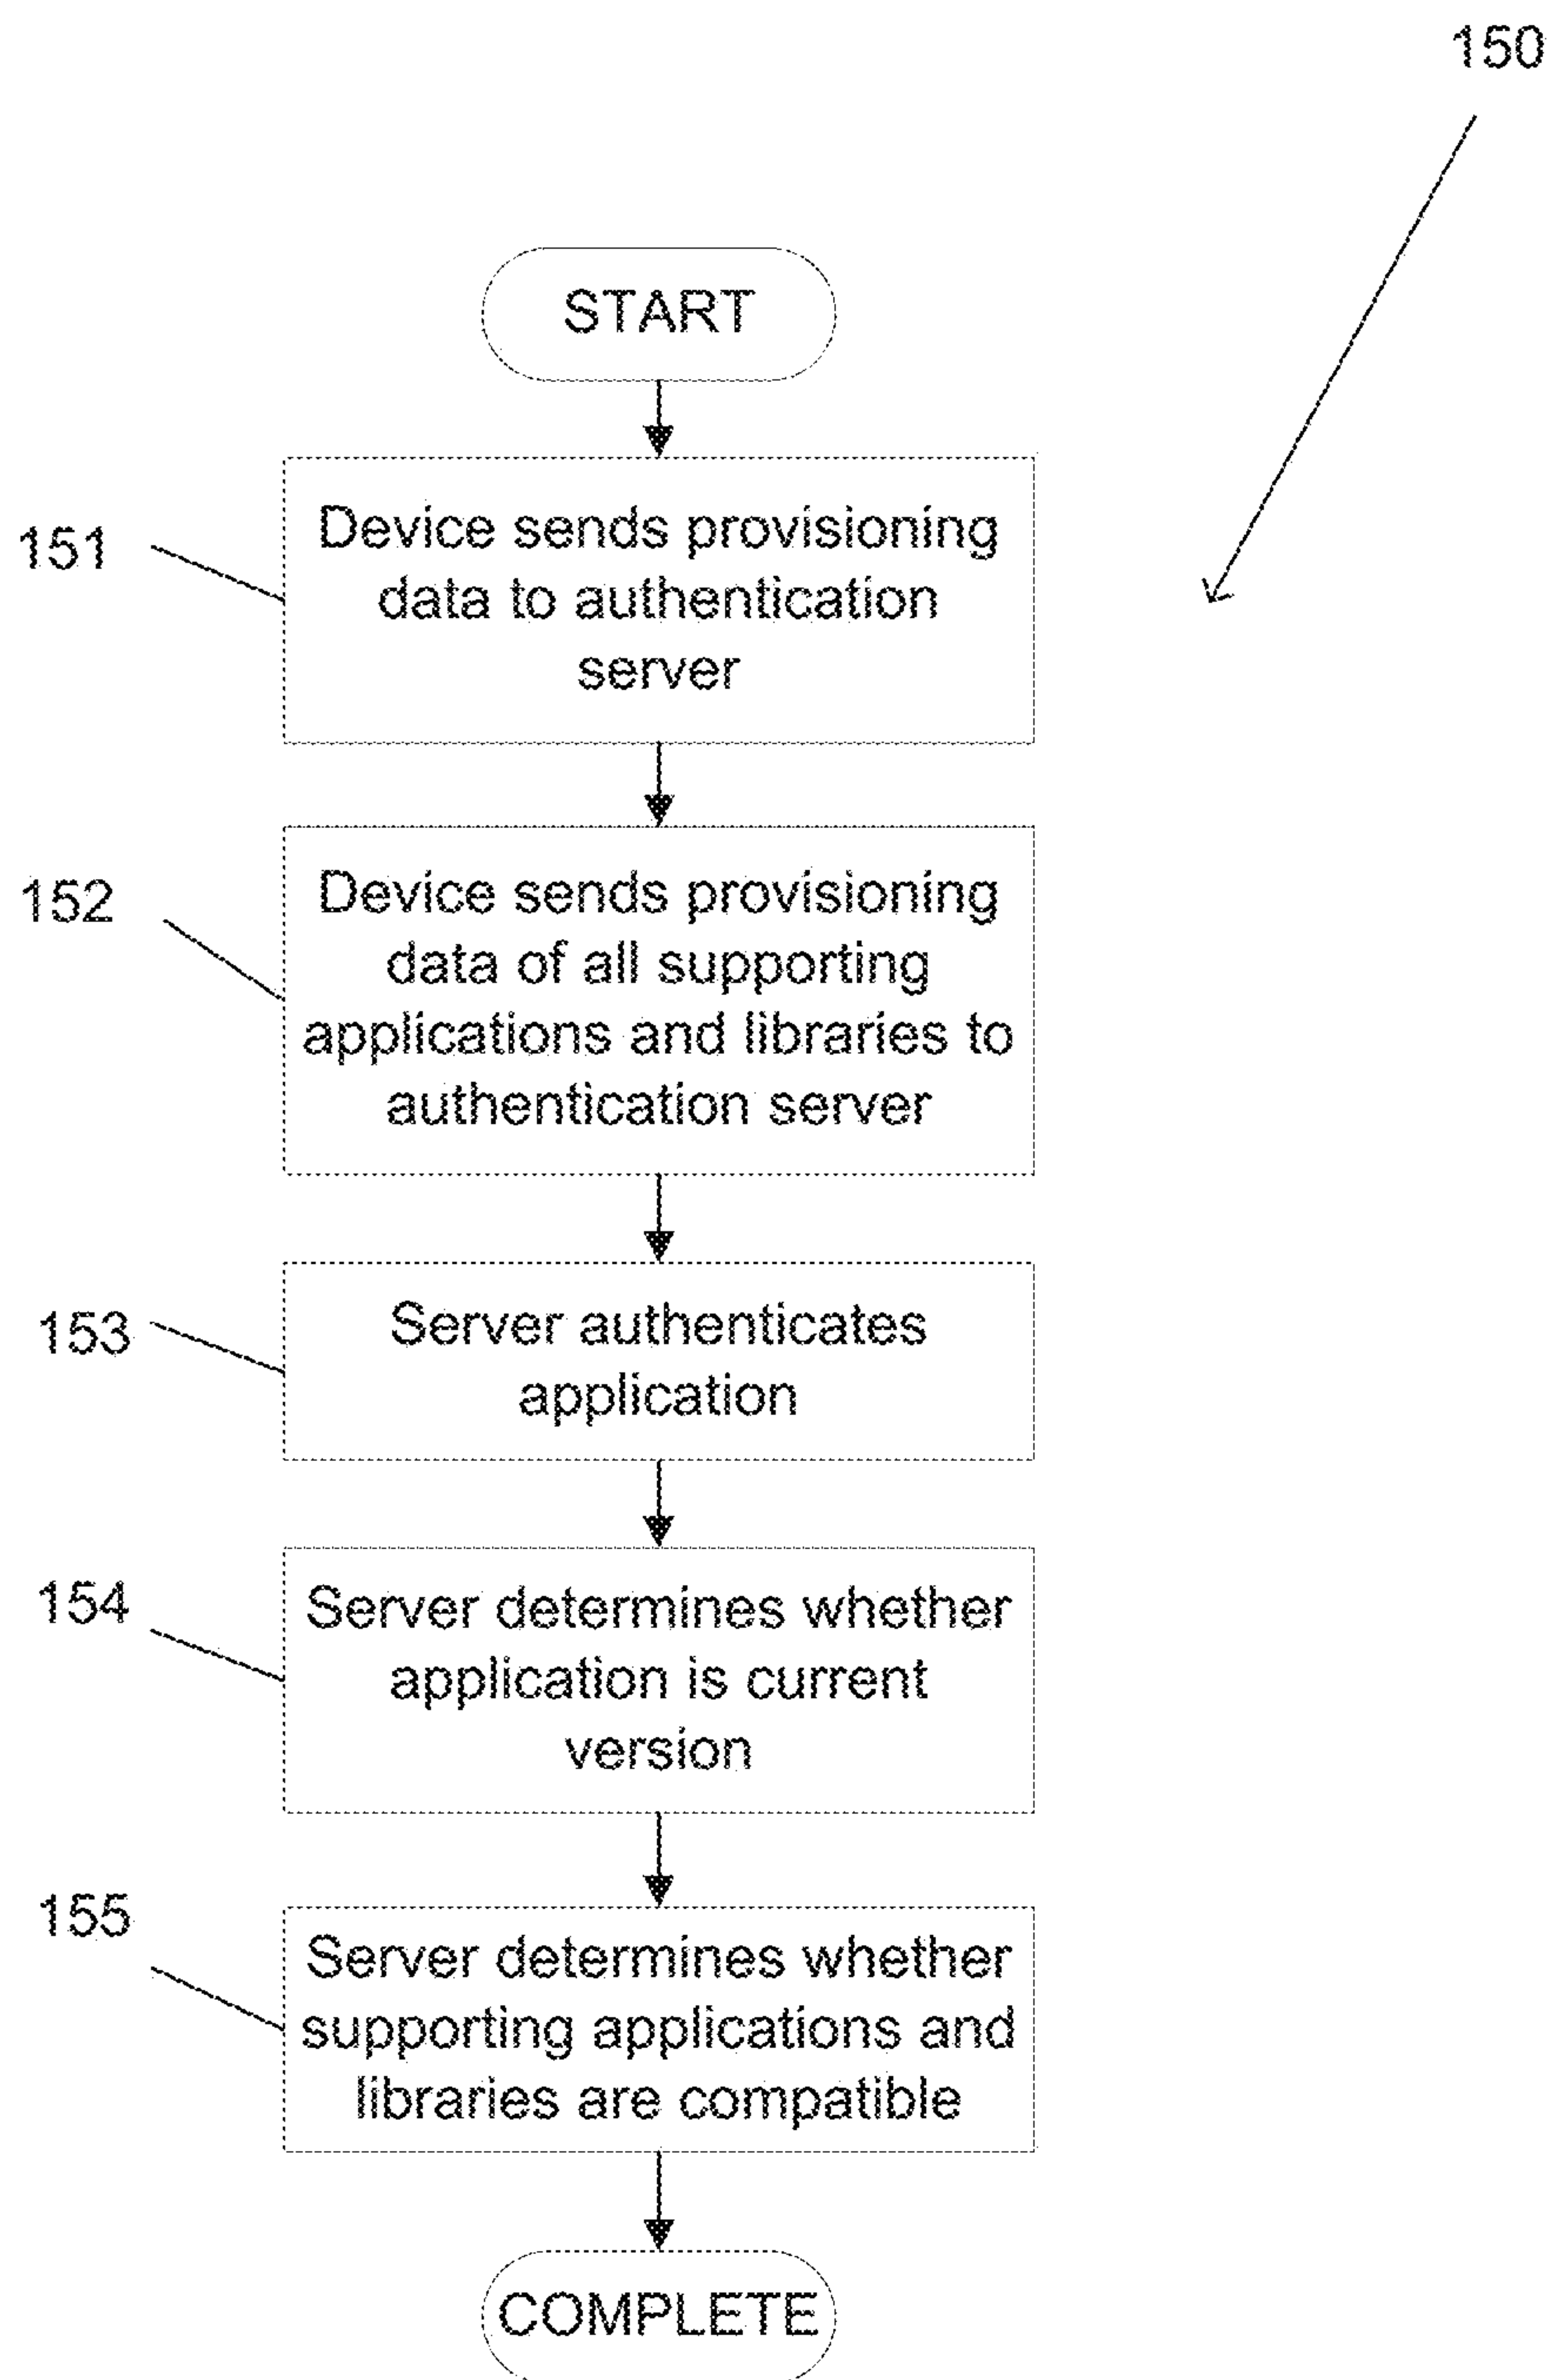 150
START
151
Device sends provisioning
data to authentication
server
152
Device sends provisioning
data of all supporting
applications and libraries to
authentication server
153
Server authenticates
application
154
Server determines whether
application is current
version
155
Server determines whether
supporting applications and
libraries are compatible
COMPLETE